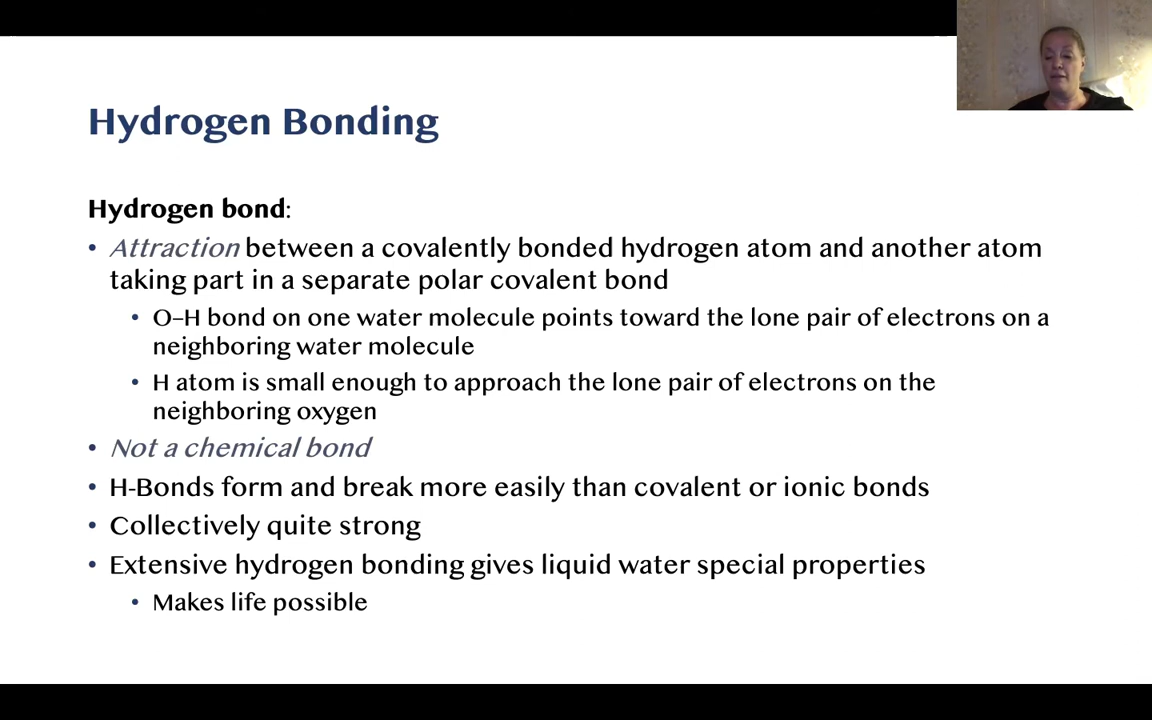 Hydrogen Bonding
Hydrogen bond:
• Attraction between a covalently bonded hydrogen atom and another atom
taking part in a separate polar covalent bond
• O–H bond on one water molecule points toward the lone pair of electrons on a
neighboring water molecule
• H atom is small enough to approach the lone pair of electrons on the
neighboring oxygen
• Not a chemical bond
• H-Bonds form and break more easily than covalent or ionic bonds
• Collectively quite strong
• Extensive hydrogen bonding gives liquid water special properties
• Makes life possible